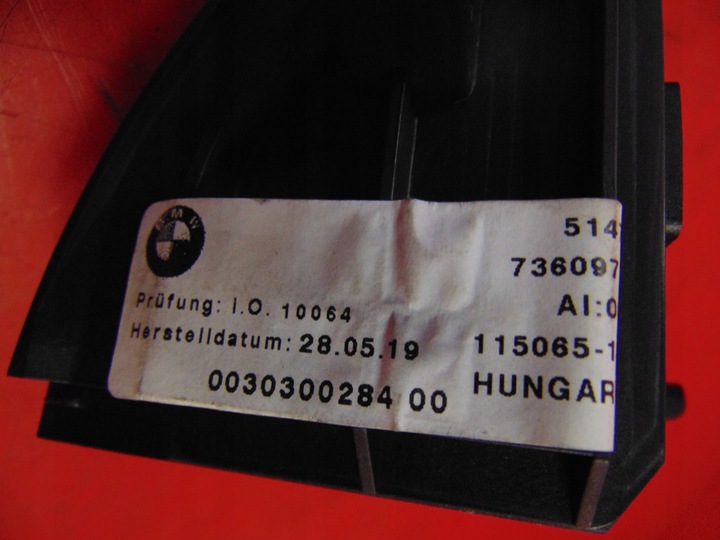 BMW
514
736097
Prüfung: i.O. 10064
AI:0
Herstelldatum: 28.05.19
115065-1
0030300284 00
HUNGAR